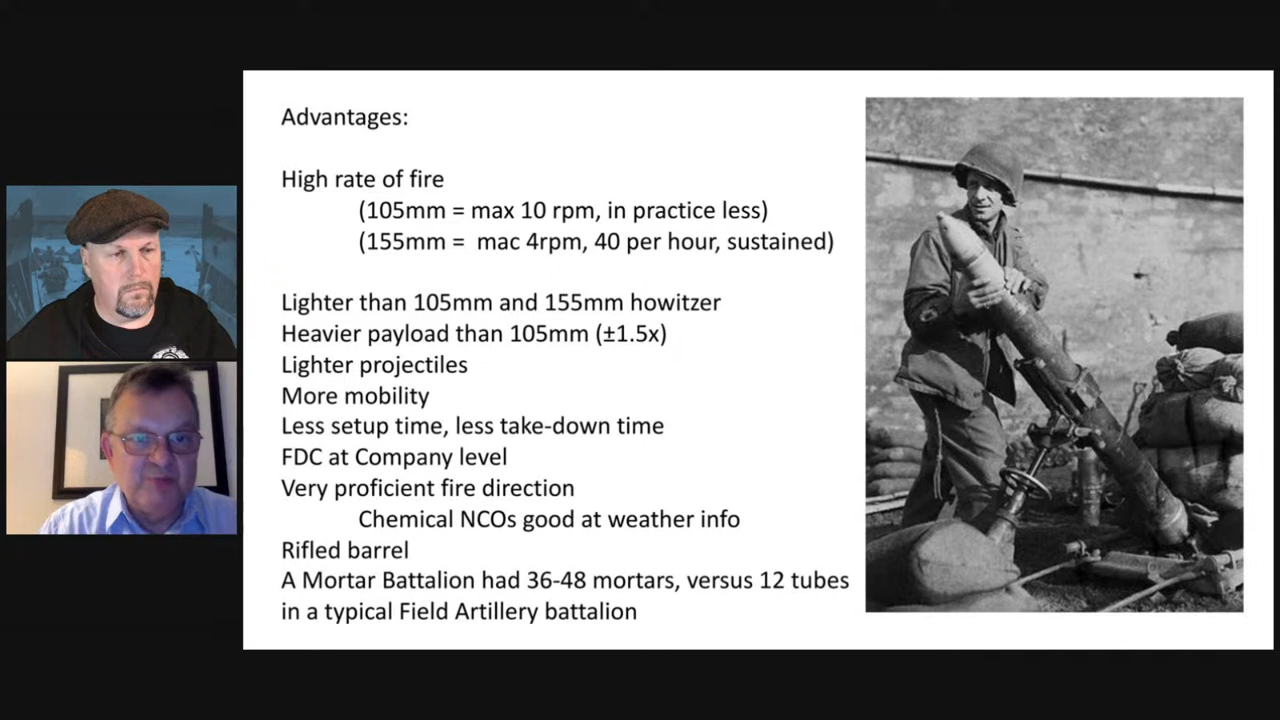 Advantages:
High rate of fire
(105mm = max 10 rpm, in practice less)
(155mm = mac 4rpm, 40 per hour, sustained)
Lighter than 105mm and 155mm howitzer
Heavier payload than 105mm (±1.5x)
Lighter projectiles
More mobility
Less setup time, less take-down time
FDC at Company level
Very proficient fire direction
Chemical NCOs good at weather info
Rifled barrel
A Mortar Battalion had 36-48 mortars, versus 12 tubes
in a typical Field Artillery battalion